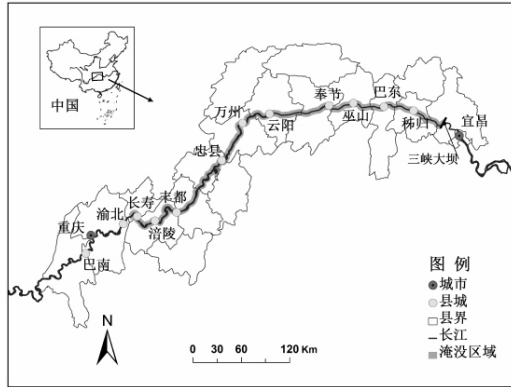 中国
奉节
巴东
万州
云阳
巫山
秭归
宜昌
三峡大坝
忠县
长寿
丰都
渝北
重庆
涪陵
巴南
N
0 30 60 120 Km
图 例
城市
县城
县界
长江
淹没区域